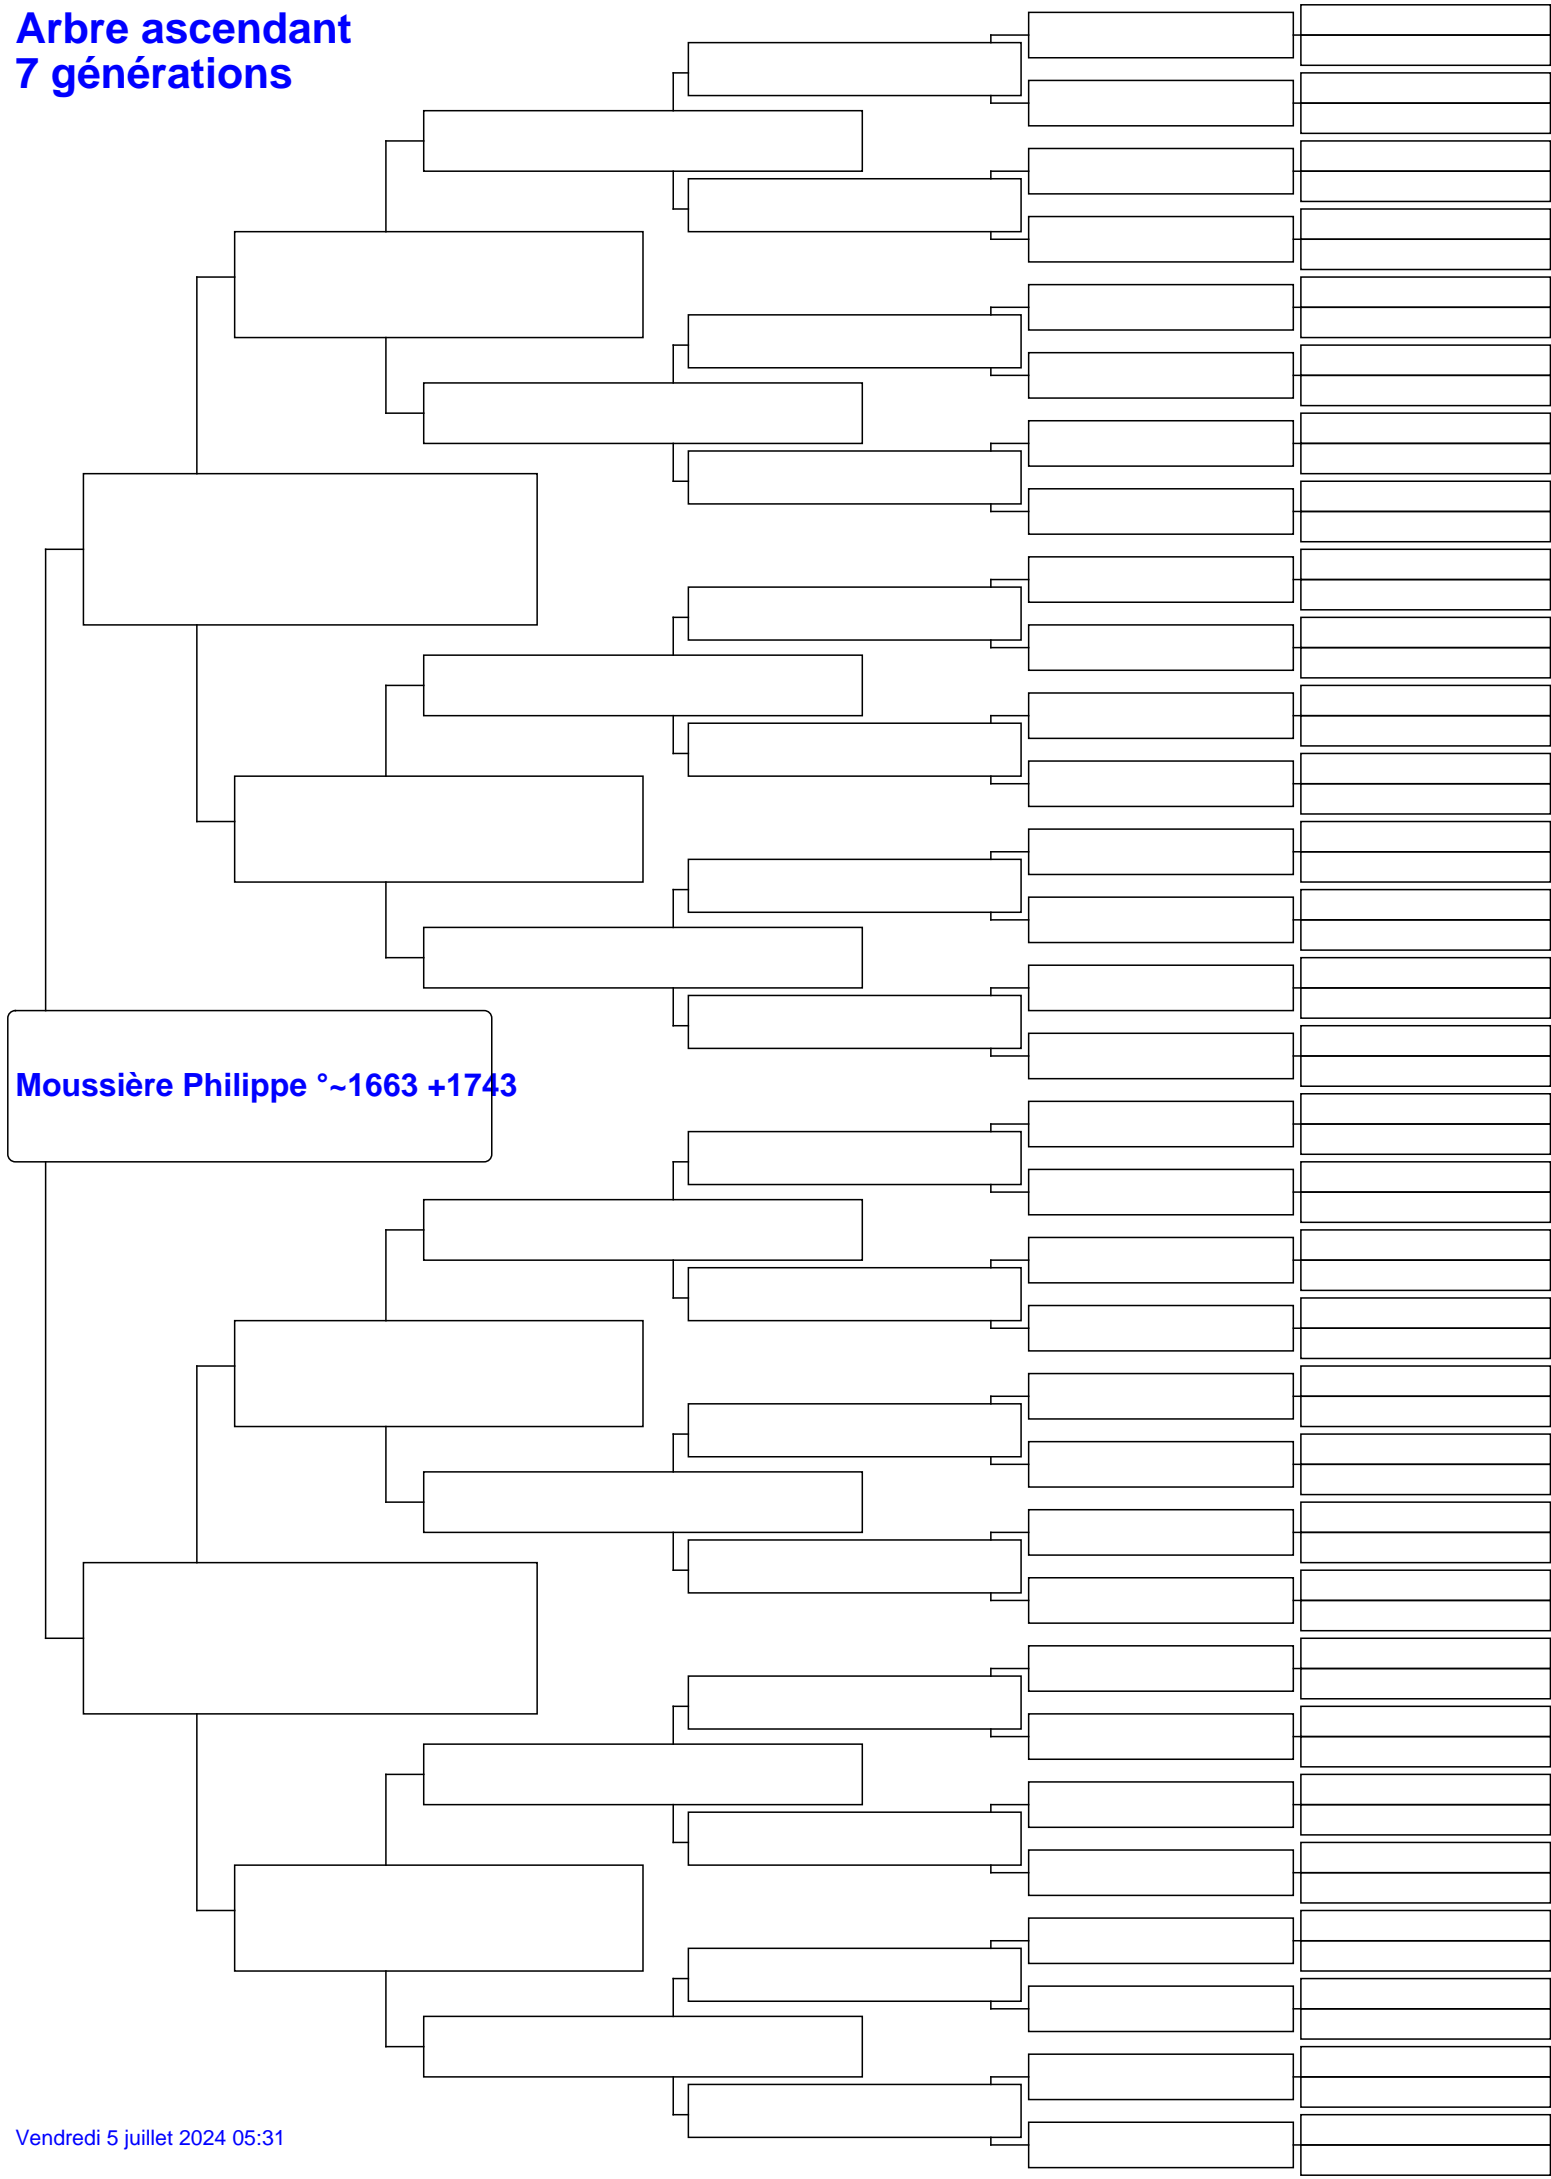 Arbre ascendant
7 générations
Moussière Philippe °~1663 +1743
Vendredi 5 juillet 2024 05:31